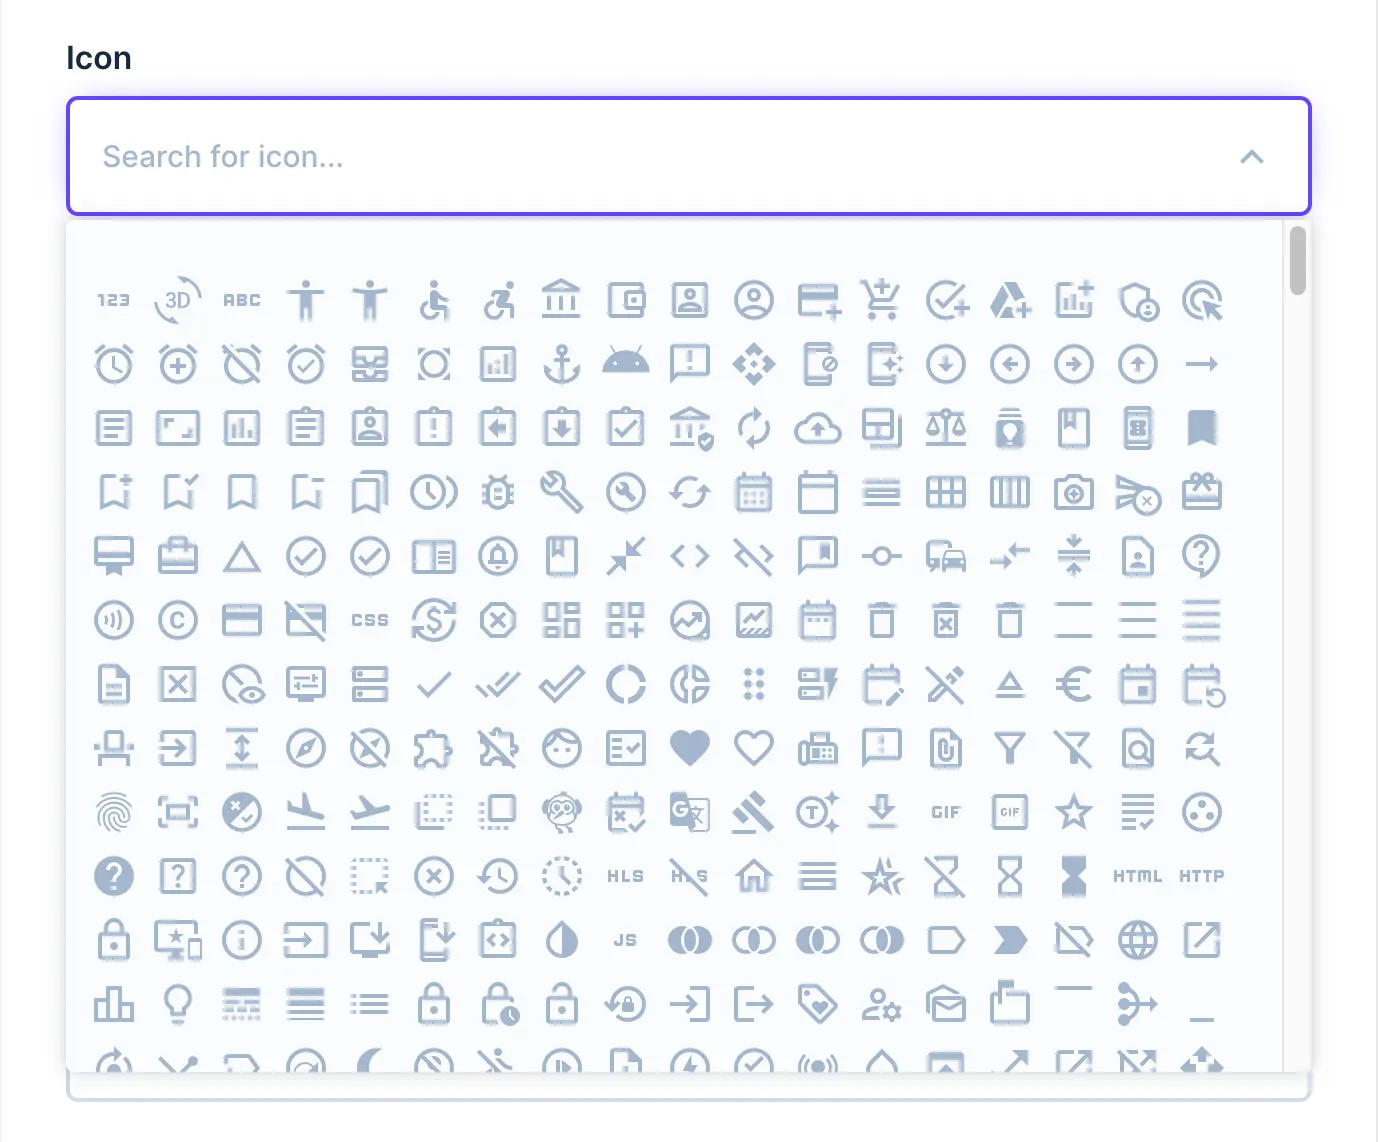 Icon
Search for icon...
123 3D ABC
C CSS $
€
G T GIF GIF
? ? ? HLS HLS HTML HTTP
i JS